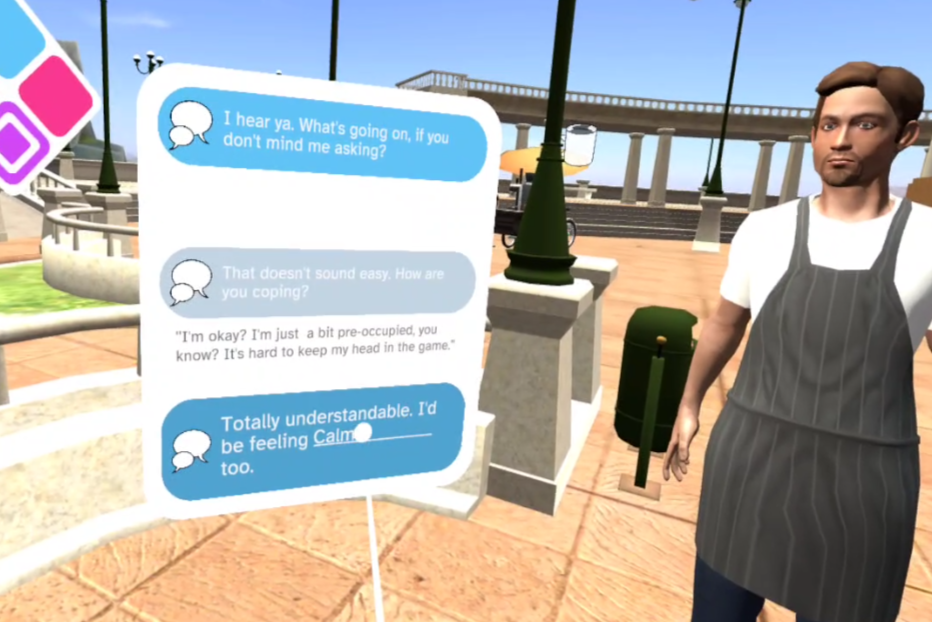 I hear ya. What's going on, if you
don't mind me asking?
That doesn't sound easy. How are
you coping?
"I'm okay? I'm just a bit pre-occupied, you
know? It's hard to keep my head in the game."
Totally understandable. I'd
be feeling Calm
too.